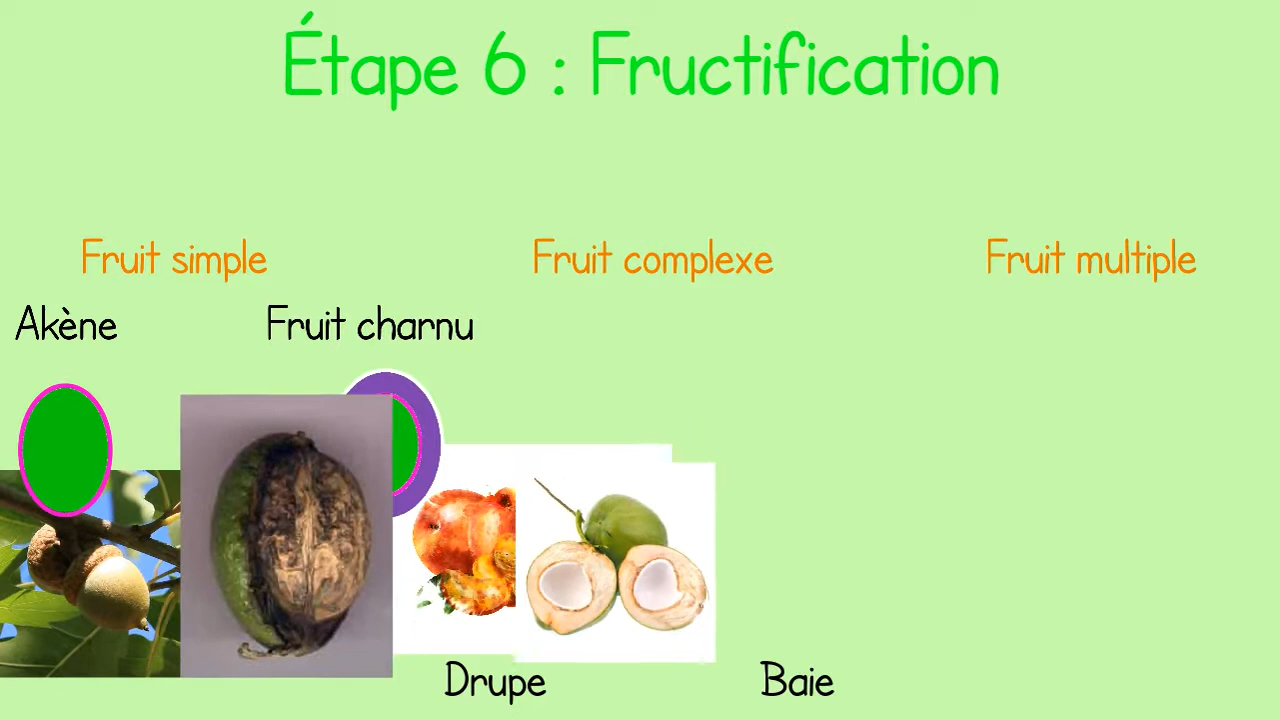 Étape 6 : Fructification
Fruit simple
Fruit complexe
Fruit multiple
Akène
Fruit charnu
Drupe
Baie